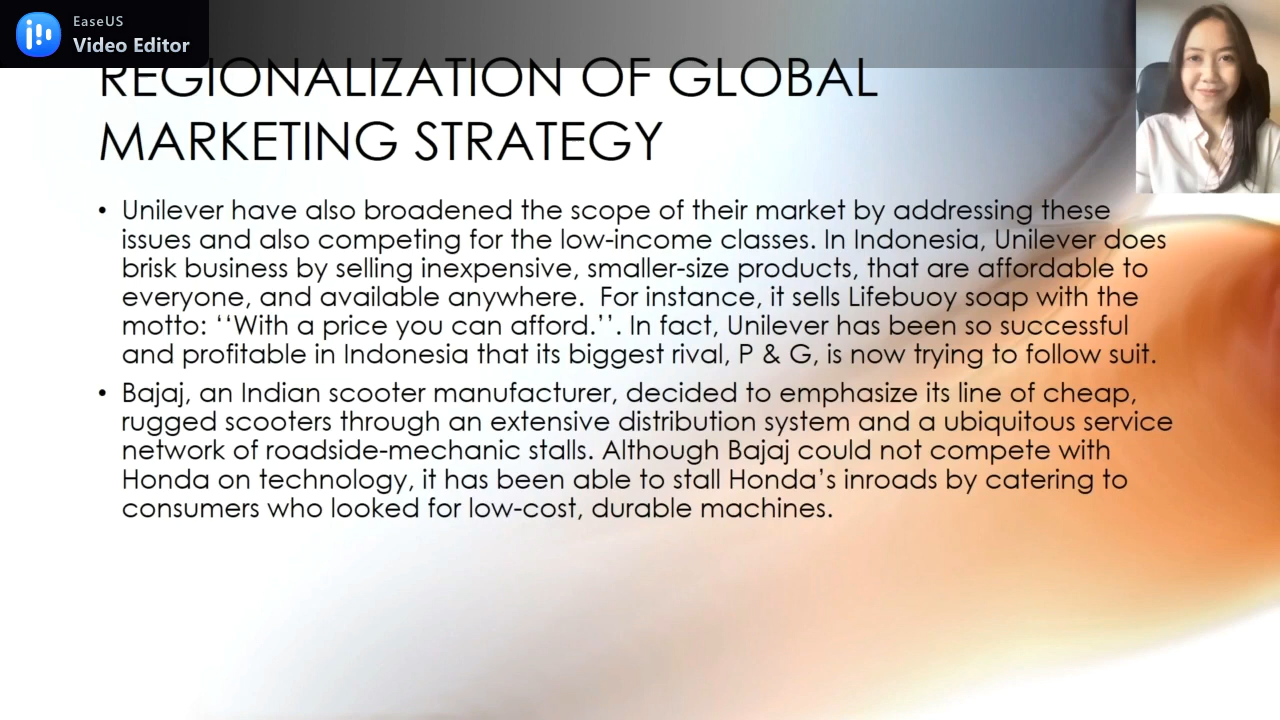 EaseUS
Video Editor
REGIONALIZATION OF GLOBAL
MARKETING STRATEGY
• Unilever have also broadened the scope of their market by addressing these
issues and also competing for the low-income classes. In Indonesia, Unilever does
brisk business by selling inexpensive, smaller-size products, that are affordable to
everyone, and available anywhere.  For instance, it sells Lifebuoy soap with the
motto: ‘‘With a price you can afford.’’. In fact, Unilever has been so successful
and profitable in Indonesia that its biggest rival, P & G, is now trying to follow suit.
• Bajaj, an Indian scooter manufacturer, decided to emphasize its line of cheap,
rugged scooters through an extensive distribution system and a ubiquitous service
network of roadside-mechanic stalls. Although Bajaj could not compete with
Honda on technology, it has been able to stall Honda’s inroads by catering to
consumers who looked for low-cost, durable machines.